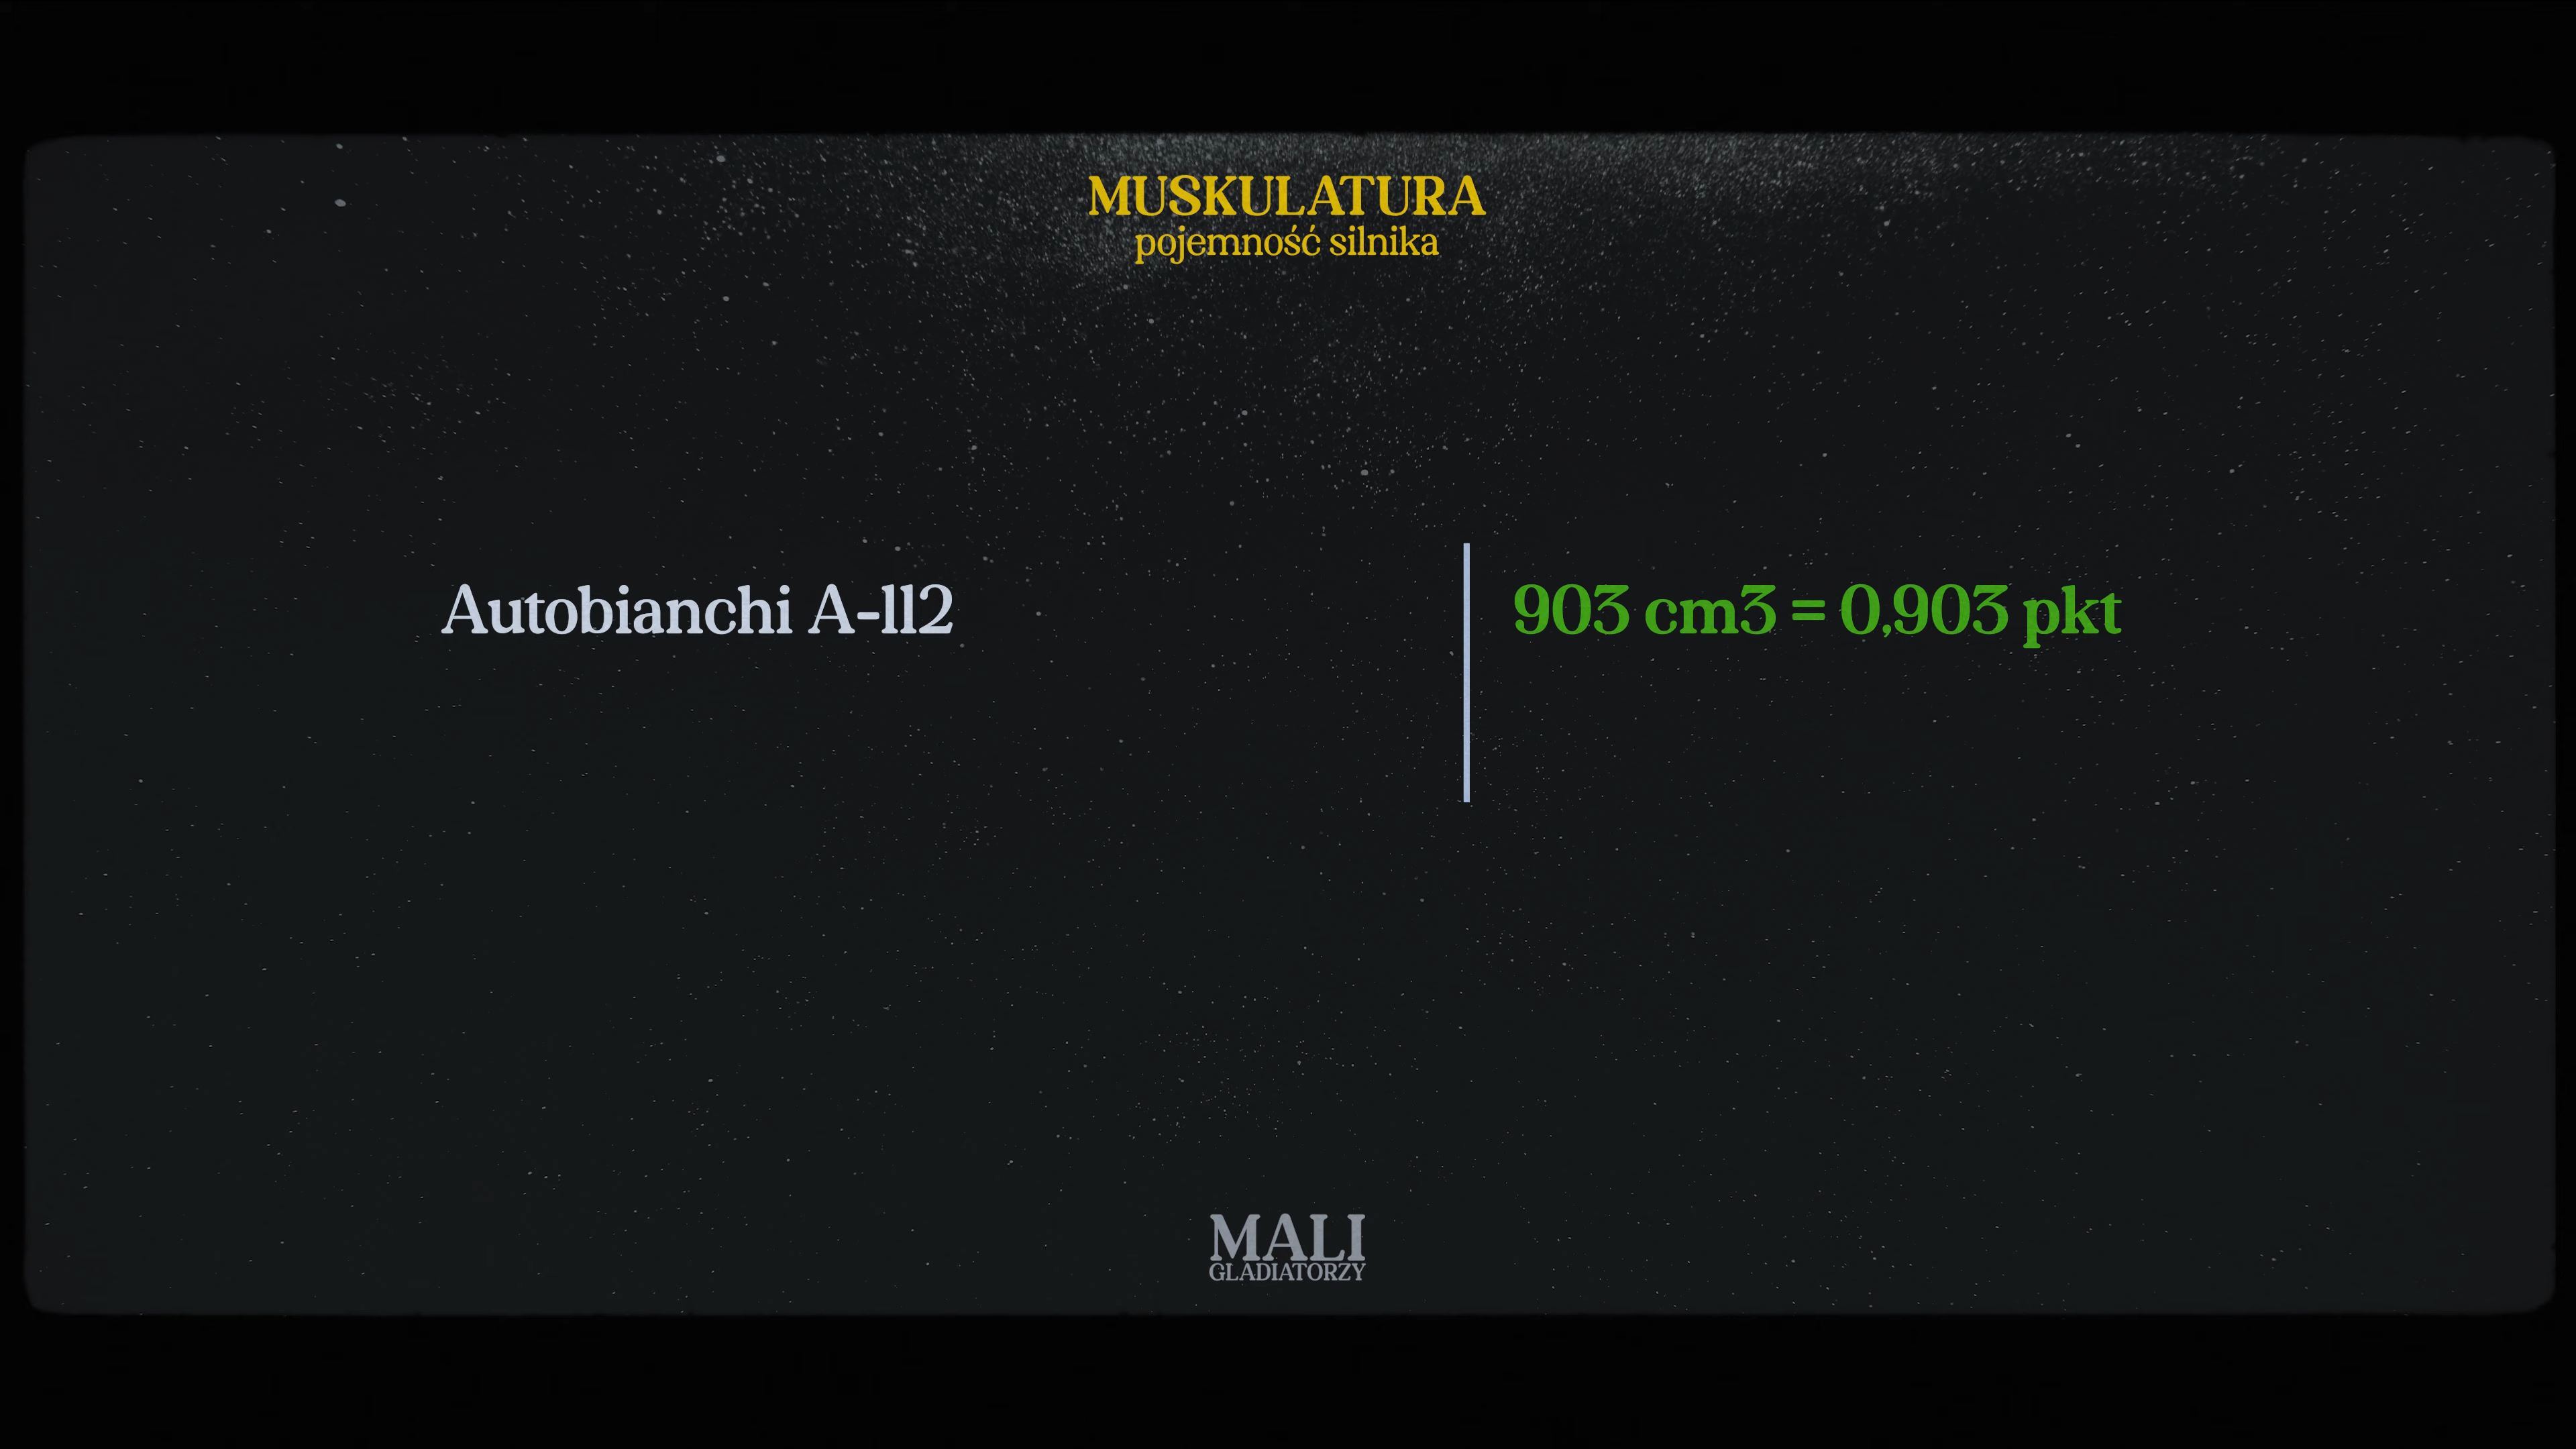 MUSKULATURA
pojemność silnika
Autobianchi A-112
903 cm3 = 0,903 pkt
MALI
GLADIATORZY